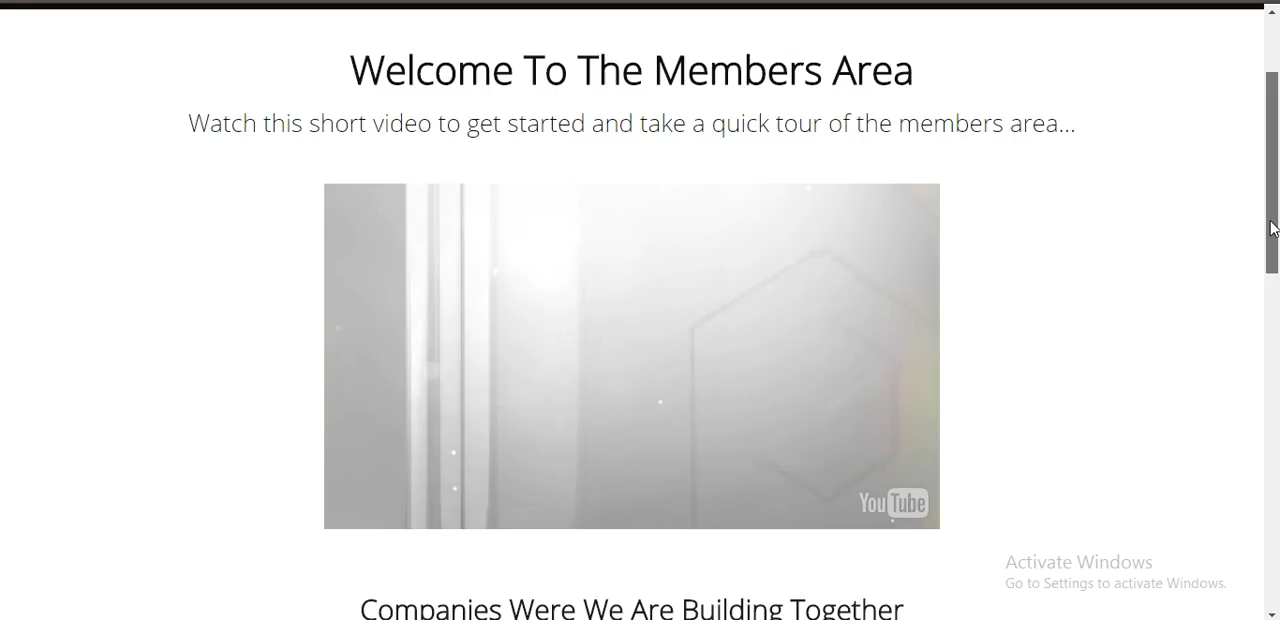 Welcome To The Members Area
Watch this short video to get started and take a quick tour of the members area...
YouTube
Activate Windows
Go to Settings to activate Windows.
Companies Were We Are Building Together